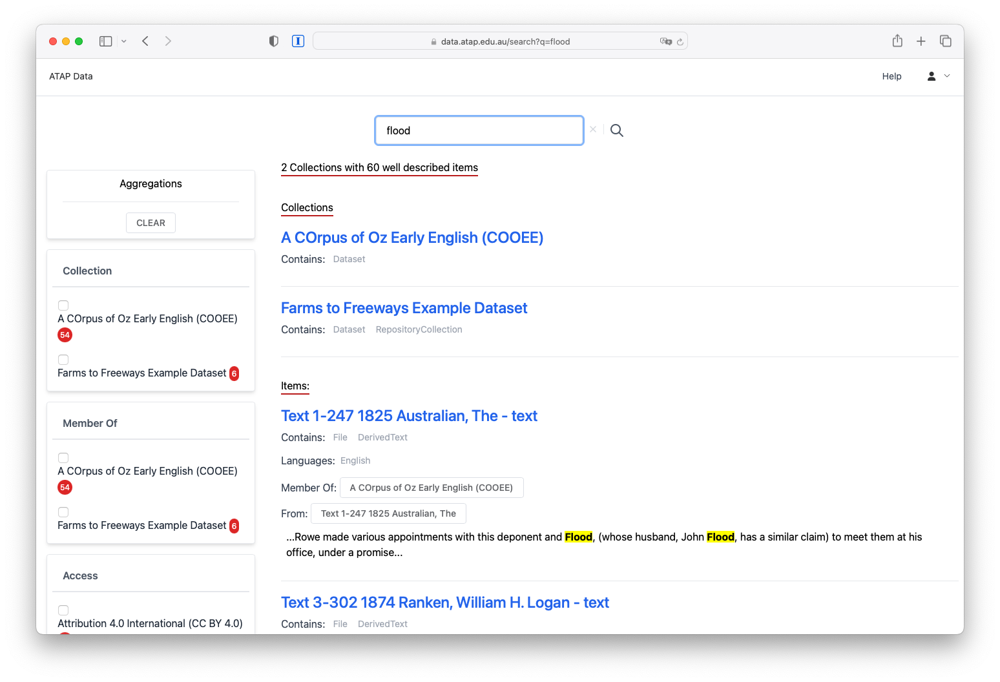 data.atap.edu.au/search?q=flood
ATAP Data
Help
flood
2 Collections with 60 well described items
Aggregations
CLEAR
Collection
A COrpus of Oz Early English (COOEE)
54
Farms to Freeways Example Dataset 6
Member Of
A COrpus of Oz Early English (COOEE)
54
Farms to Freeways Example Dataset 6
Access
Attribution 4.0 International (CC BY 4.0)
Collections
A COrpus of Oz Early English (COOEE)
Contains: Dataset
Farms to Freeways Example Dataset
Contains: Dataset RepositoryCollection
Items:
Text 1-247 1825 Australian, The - text
Contains: File DerivedText
Languages: English
Member Of: A COrpus of Oz Early English (COOEE)
From: Text 1-247 1825 Australian, The
...Rowe made various appointments with this deponent and Flood, (whose husband, John Flood, has a similar claim) to meet them at his
office, under a promise...
Text 3-302 1874 Ranken, William H. Logan - text
Contains: File DerivedText